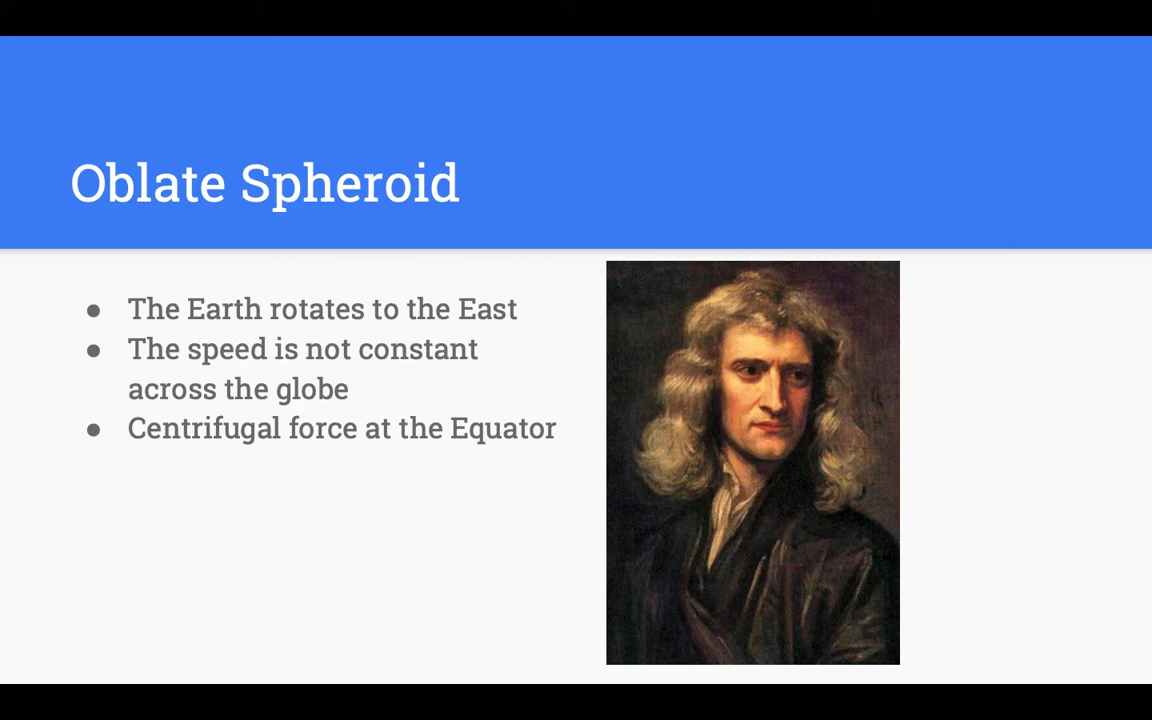 Oblate Spheroid
● The Earth rotates to the East
● The speed is not constant
across the globe
● Centrifugal force at the Equator